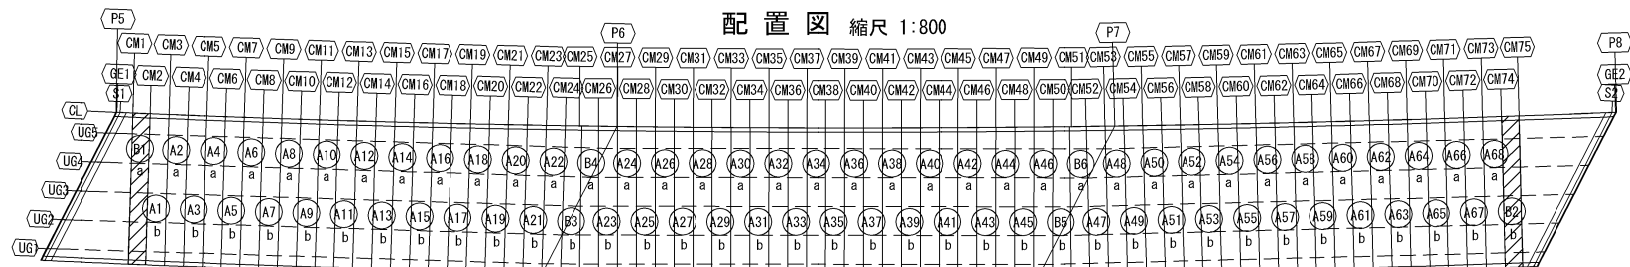 配置図 縮尺 1:800
P5 P6 P7 P8
CM1 CM3 CM5 CM7 CM9 CM11 CM13 CM15 CM17 CM19 CM21 CM23 CM25 CM27 CM29 CM31 CM33 CM35 CM37 CM39 CM41 CM43 CM45 CM47 CM49 CM51 CM53 CM55 CM57 CM59 CM61 CM63 CM65 CM67 CM69 CM71 CM73 CM75
GE1 CM2 CM4 CM6 CM8 CM10 CM12 CM14 CM16 CM18 CM20 CM22 CM24 CM26 CM28 CM30 CM32 CM34 CM36 CM38 CM40 CM42 CM44 CM46 CM48 CM50 CM52 CM54 CM56 CM58 CM60 CM62 CM64 CM66 CM68 CM70 CM72 CM74 GE2
S1 S2
CL
UG5
B1 A2 A4 A6 A8 A10 A12 A14 A16 A18 A20 A22 B4 A24 A26 A28 A30 A32 A34 A36 A38 A40 A42 A44 A46 B6 A48 A50 A52 A54 A56 A58 A60 A62 A64 A66 A68
UG4
a a a a a a a a a a a a a a a a a a a a a a a a a a a a a a a a a a a a a
UG3
A1 A3 A5 A7 A9 A11 A13 A15 A17 A19 A21 B3 A23 A25 A27 A29 A31 A33 A35 A37 A39 A41 A43 A45 B5 A47 A49 A51 A53 A55 A57 A59 A61 A63 A65 A67 B2
UG2
b b b b b b b b b b b b b b b b b b b b b b b b b b b b b b b b b b b b b
UG1